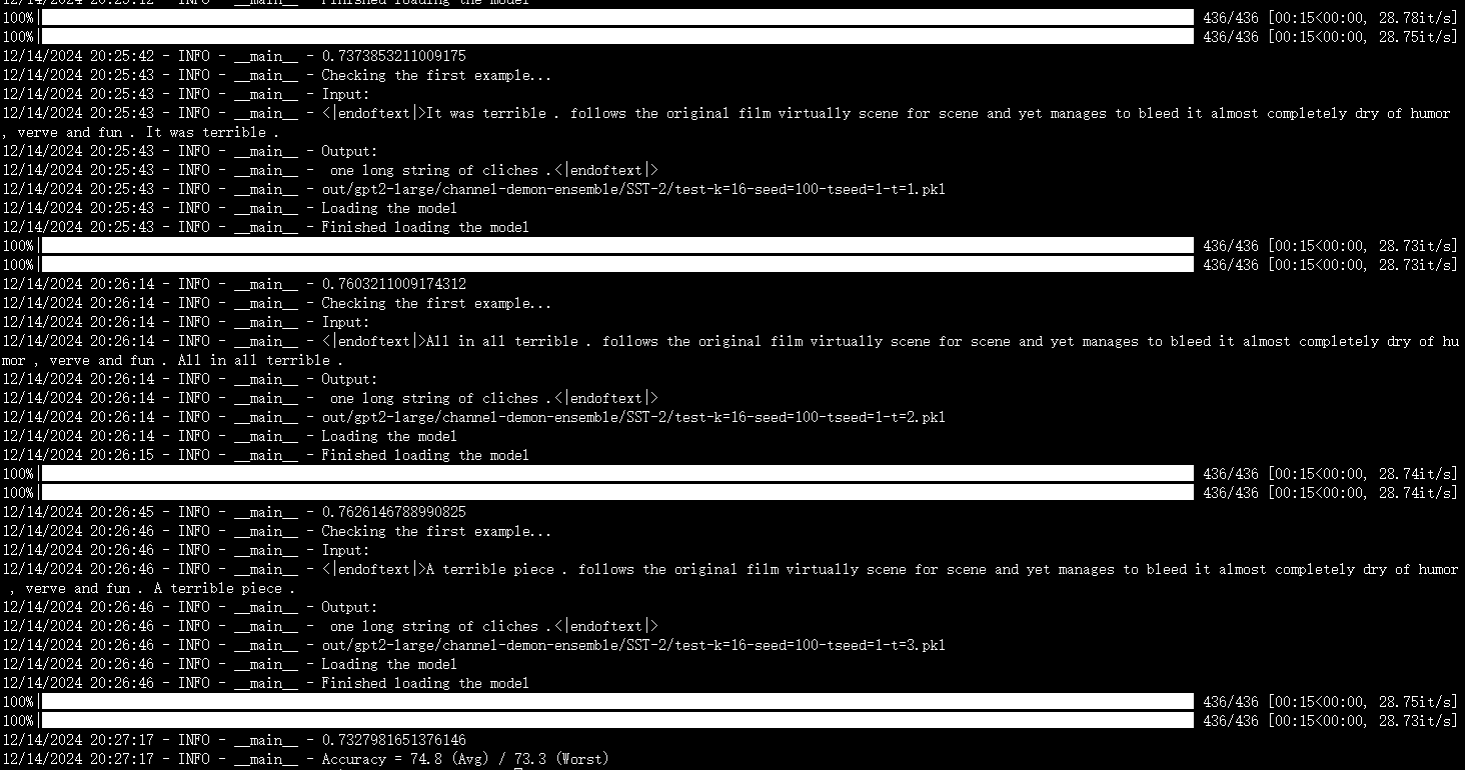 12/14/2024 20:25:12 - INFO - __main__ - Finished loading the model
100%| 436/436 [00:15<00:00, 28.78it/s]
100%| 436/436 [00:15<00:00, 28.75it/s]
12/14/2024 20:25:42 - INFO - __main__ - 0.7373853211009175
12/14/2024 20:25:43 - INFO - __main__ - Checking the first example...
12/14/2024 20:25:43 - INFO - __main__ - Input:
12/14/2024 20:25:43 - INFO - __main__ - <|endoftext|>It was terrible . follows the original film virtually scene for scene and yet manages to bleed it almost completely dry of humor
, verve and fun . It was terrible .
12/14/2024 20:25:43 - INFO - __main__ - Output:
12/14/2024 20:25:43 - INFO - __main__ -  one long string of cliches .<|endoftext|>
12/14/2024 20:25:43 - INFO - __main__ - out/gpt2-large/channel-demon-ensemble/SST-2/test-k=16-seed=100-tseed=1-t=1.pkl
12/14/2024 20:25:43 - INFO - __main__ - Loading the model
12/14/2024 20:25:43 - INFO - __main__ - Finished loading the model
100%| 436/436 [00:15<00:00, 28.73it/s]
100%| 436/436 [00:15<00:00, 28.73it/s]
12/14/2024 20:26:14 - INFO - __main__ - 0.7603211009174312
12/14/2024 20:26:14 - INFO - __main__ - Checking the first example...
12/14/2024 20:26:14 - INFO - __main__ - Input:
12/14/2024 20:26:14 - INFO - __main__ - <|endoftext|>All in all terrible . follows the original film virtually scene for scene and yet manages to bleed it almost completely dry of hu
mor , verve and fun . All in all terrible .
12/14/2024 20:26:14 - INFO - __main__ - Output:
12/14/2024 20:26:14 - INFO - __main__ -  one long string of cliches .<|endoftext|>
12/14/2024 20:26:14 - INFO - __main__ - out/gpt2-large/channel-demon-ensemble/SST-2/test-k=16-seed=100-tseed=1-t=2.pkl
12/14/2024 20:26:14 - INFO - __main__ - Loading the model
12/14/2024 20:26:15 - INFO - __main__ - Finished loading the model
100%| 436/436 [00:15<00:00, 28.74it/s]
100%| 436/436 [00:15<00:00, 28.74it/s]
12/14/2024 20:26:45 - INFO - __main__ - 0.7626146788990825
12/14/2024 20:26:46 - INFO - __main__ - Checking the first example...
12/14/2024 20:26:46 - INFO - __main__ - Input:
12/14/2024 20:26:46 - INFO - __main__ - <|endoftext|>A terrible piece . follows the original film virtually scene for scene and yet manages to bleed it almost completely dry of humor
 , verve and fun . A terrible piece .
12/14/2024 20:26:46 - INFO - __main__ - Output:
12/14/2024 20:26:46 - INFO - __main__ -  one long string of cliches .<|endoftext|>
12/14/2024 20:26:46 - INFO - __main__ - out/gpt2-large/channel-demon-ensemble/SST-2/test-k=16-seed=100-tseed=1-t=3.pkl
12/14/2024 20:26:46 - INFO - __main__ - Loading the model
12/14/2024 20:26:46 - INFO - __main__ - Finished loading the model
100%| 436/436 [00:15<00:00, 28.75it/s]
100%| 436/436 [00:15<00:00, 28.73it/s]
12/14/2024 20:27:17 - INFO - __main__ - 0.7327981651376146
12/14/2024 20:27:17 - INFO - __main__ - Accuracy = 74.8 (Avg) / 73.3 (Worst)